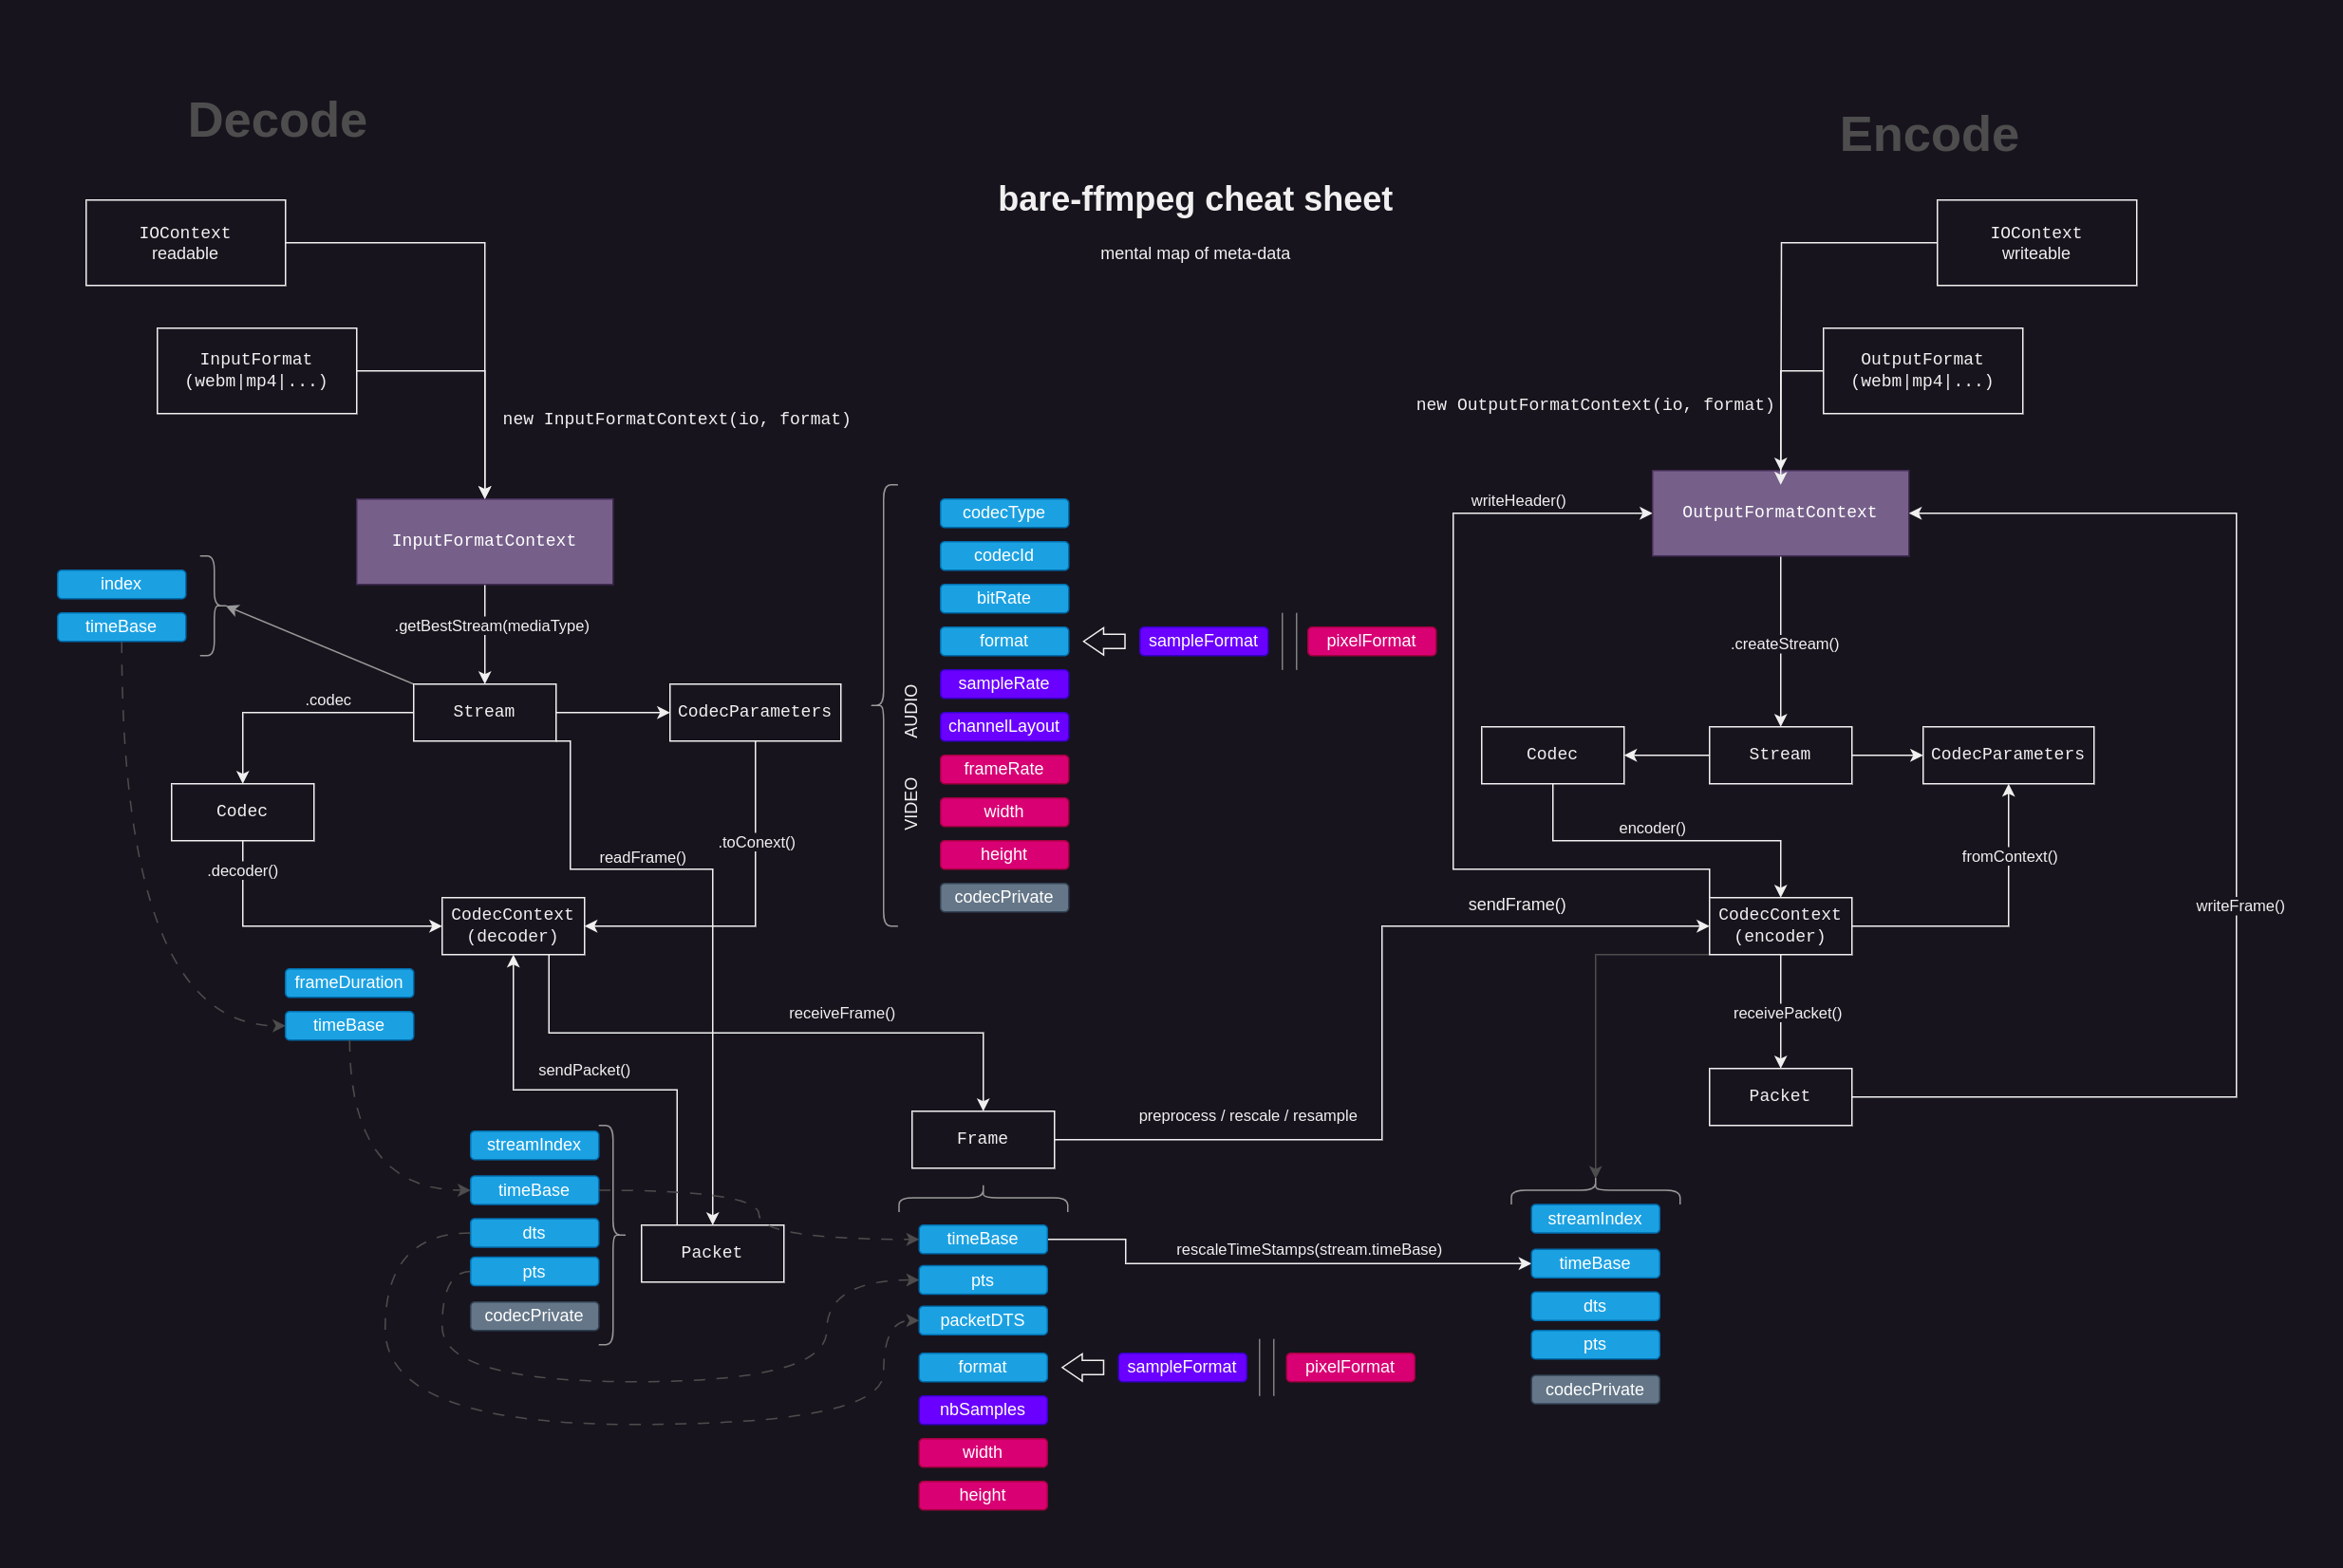 Decode
Encode
bare-ffmpeg cheat sheet
mental map of meta-data
IOContext
readable
InputFormat
(webm|mp4|...)
new InputFormatContext(io, format)
InputFormatContext
index
timeBase
.getBestStream(mediaType)
.codec
Stream
CodecParameters
Codec
.decoder()
readFrame()
.toConext()
CodecContext
(decoder)
frameDuration
timeBase
receiveFrame()
sendPacket()
streamIndex
timeBase
dts
pts
codecPrivate
Packet
codecType
codecId
bitRate
format
sampleFormat
pixelFormat
AUDIO
sampleRate
channelLayout
VIDEO
frameRate
width
height
codecPrivate
Frame
preprocess / rescale / resample
sendFrame()
timeBase
pts
packetDTS
format
sampleFormat
pixelFormat
nbSamples
width
height
rescaleTimeStamps(stream.timeBase)
IOContext
writeable
OutputFormat
(webm|mp4|...)
new OutputFormatContext(io, format)
writeHeader()
OutputFormatContext
.createStream()
Codec
Stream
CodecParameters
encoder()
fromContext()
CodecContext
(encoder)
writeFrame()
receivePacket()
Packet
streamIndex
timeBase
dts
pts
codecPrivate